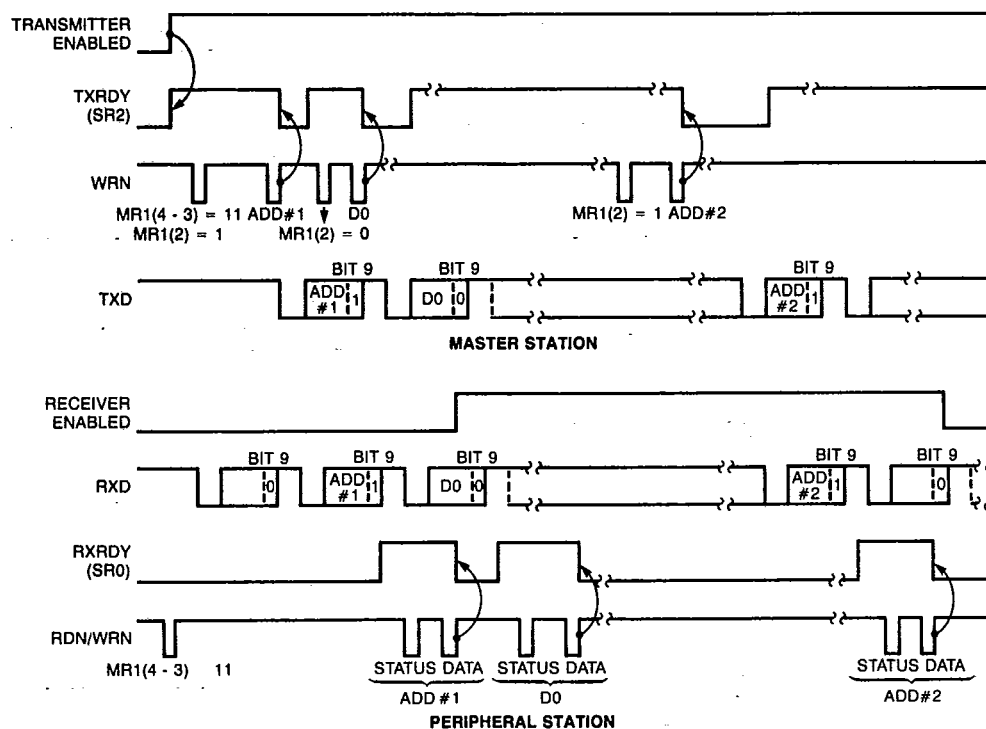 TRANSMITTER
ENABLED
TXRDY
(SR2)
WRN
MR1(4 - 3) = 11 ADD#1 D0 MR1(2) = 1 ADD#2
MR1(2) = 1 MR1(2) = 0
BIT 9 BIT 9 BIT 9
TXD ADD #1 1 D0 0 ADD #2 1
MASTER STATION
RECEIVER
ENABLED
BIT 9 BIT 9 BIT 9 BIT 9 BIT 9
RXD 0 ADD #1 1 D0 0 ADD #2 1 0
RXRDY
(SR0)
RDN/WRN
MR1(4 - 3) 11 STATUS DATA STATUS DATA STATUS DATA
ADD #1 D0 ADD#2
PERIPHERAL STATION